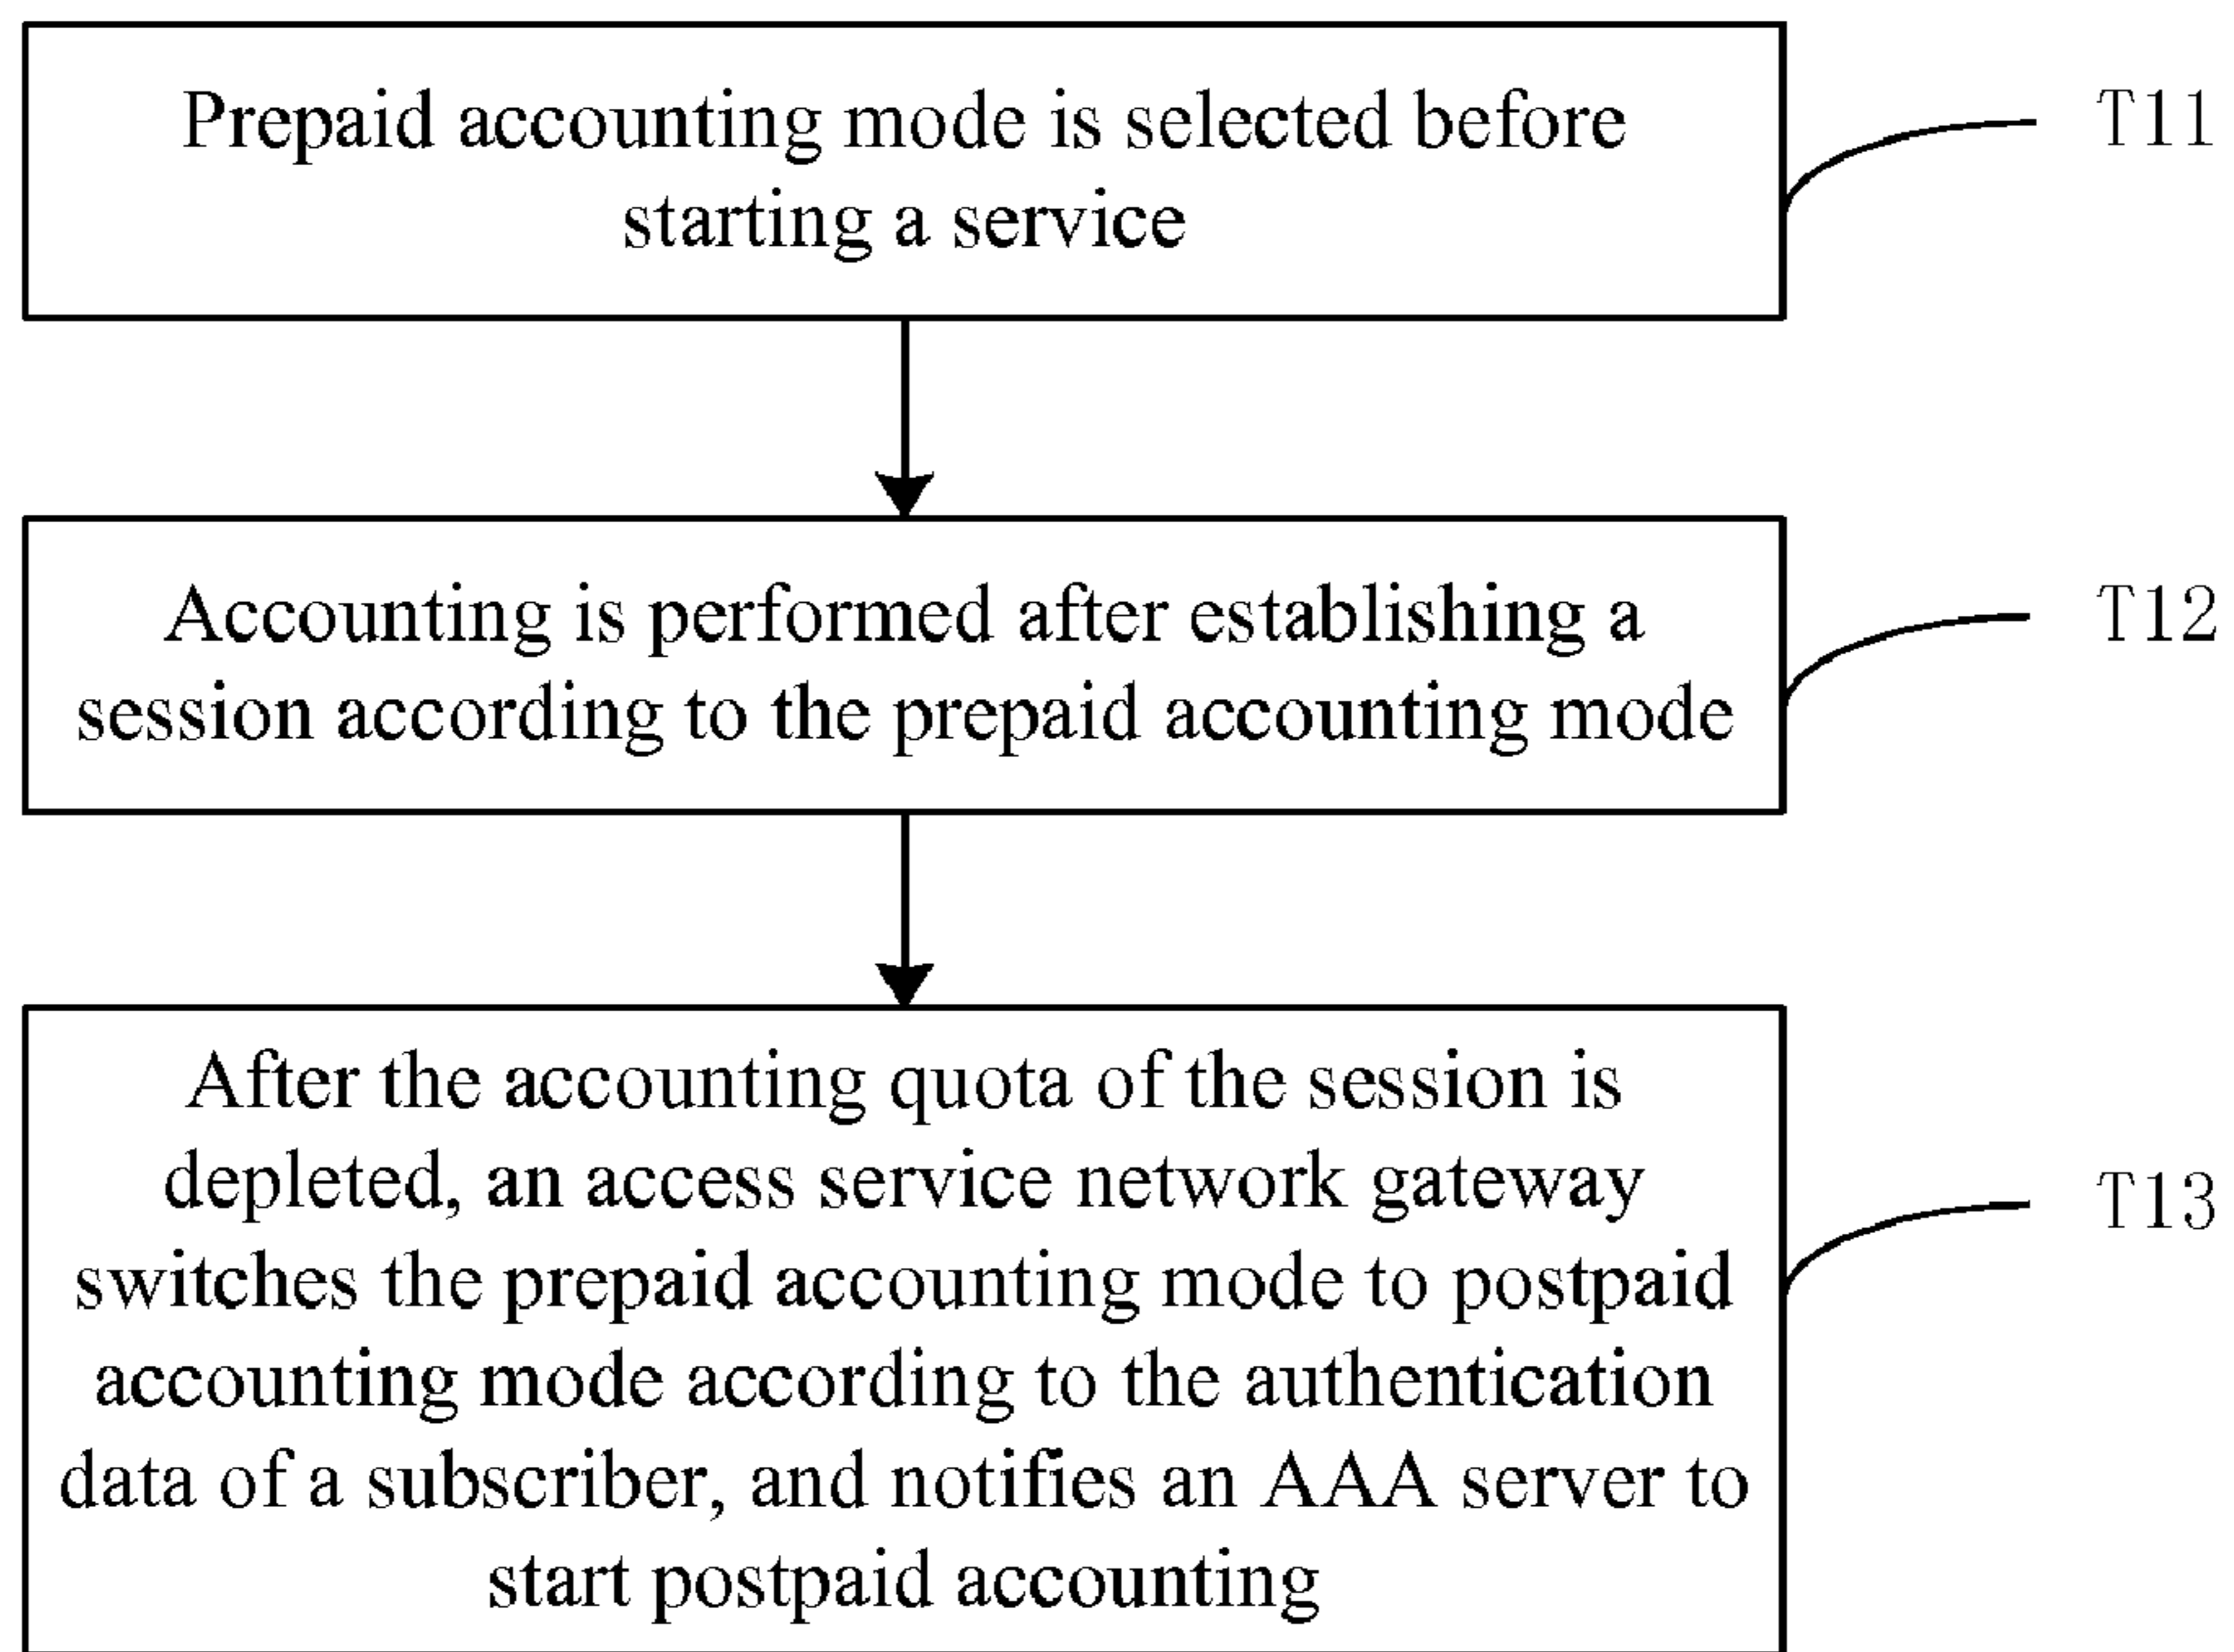 Prepaid accounting mode is selected before
starting a service
T11
Accounting is performed after establishing a
session according to the prepaid accounting mode
T12
After the accounting quota of the session is
depleted, an access service network gateway
switches the prepaid accounting mode to postpaid
accounting mode according to the authentication
data of a subscriber, and notifies an AAA server to
start postpaid accounting
T13